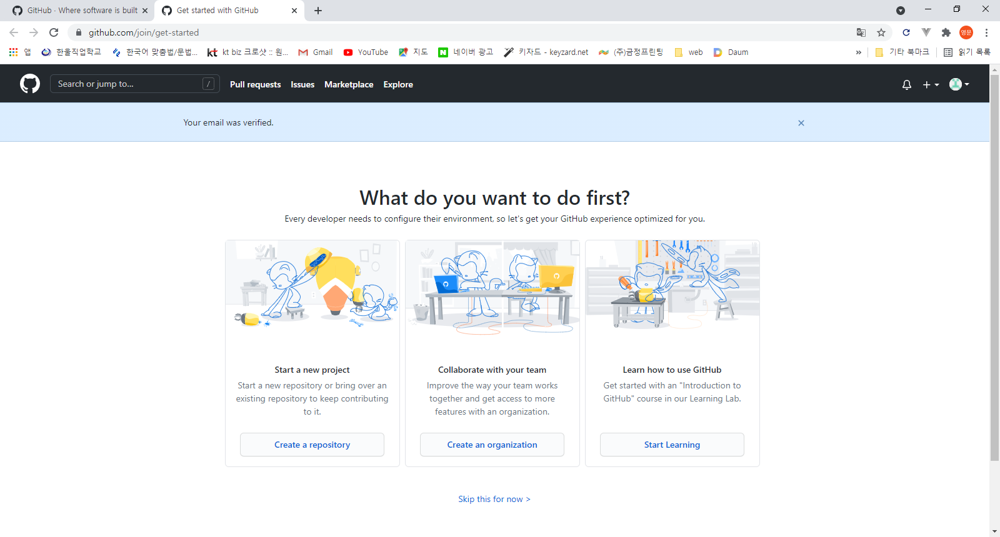 GitHub · Where software is built
Get started with GitHub
github.com/join/get-started
앱
한울직업학교
한국어 맞춤법/문법...
kt biz 크로샷 :: 원...
Gmail
YouTube
지도
네이버 광고
키자드 - keyzard.net
(주)금정프린팅
web
Daum
»
기타 북마크
읽기 목록
영문
Search or jump to...
/
Pull requests
Issues
Marketplace
Explore
Your email was verified.
What do you want to do first?
Every developer needs to configure their environment, so let's get your GitHub experience optimized for you.
Start a new project
Start a new repository or bring over an
existing repository to keep contributing
to it.
Create a repository
Collaborate with your team
Improve the way your team works
together and get access to more
features with an organization.
Create an organization
Learn how to use GitHub
Get started with an "Introduction to
GitHub" course in our Learning Lab.
Start Learning
Skip this for now >